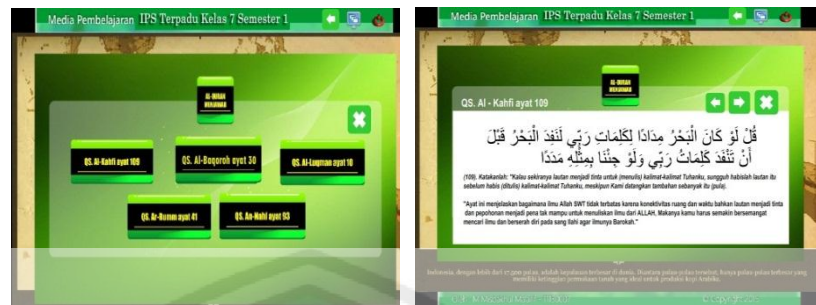 Media Pembelajaran IPS Terpadu Kelas 7 Semester 1
AL-QURAN
QS. Al-Kahfi ayat 109
QS. Al-Baqoroh ayat 30
QS. Al-Luqman ayat 10
QS. Ar-Rumm ayat 41
QS. An-Nahl ayat 93
Media Pembelajaran IPS Terpadu Kelas 7 Semester 1
AL-QURAN
QS. Al - Kahfi ayat 109
قُلْ لَوْ كَانَ الْبَحْرُ مِدَادًا لِكَلِمَاتِ رَبِّي لَنَفِدَ الْبَحْرُ قَبْلَ
أَنْ تَنْفَدَ كَلِمَاتُ رَبِّي وَلَوْ جِئْنَا بِمِثْلِهِ مَدَدًا
(109). Katakanlah: "Kalau sekiranya lautan menjadi tinta untuk (menulis) kalimat-kalimat Tuhanku, sungguh habislah lautan itu
sebelum habis (ditulis) kalimat-kalimat Tuhanku, meskipun Kami datangkan tambahan sebanyak itu (pula).
"Ayat ini menjelaskan bagaimana ilmu Allah SWT tidak terbatas karena konektivitas ruang dan waktu bahkan lautan menjadi tinta
dan pepohonan menjadi pena tak mampu untuk menuliskan ilmu dari ALLAH, Makanya kamu harus semakin bersemangat
mencari ilmu dan berserah diri pada sang Ilahi agar ilmunya Barokah."